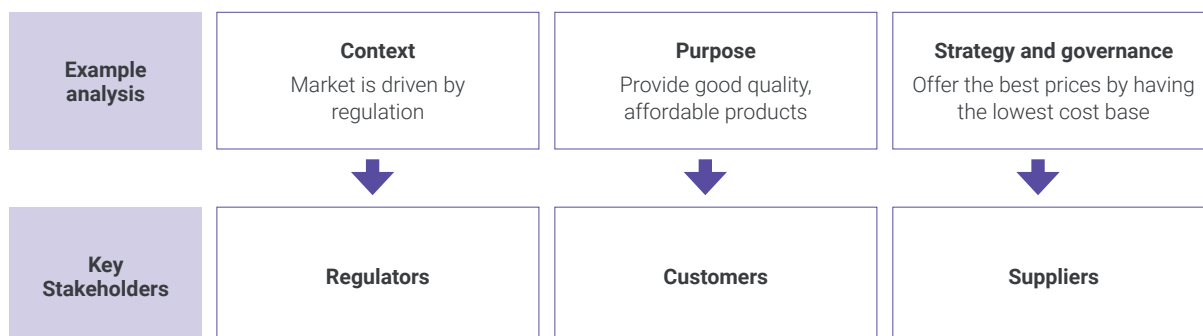 Example
analysis
Context
Market is driven by
regulation
Purpose
Provide good quality,
affordable products
Strategy and governance
Offer the best prices by having
the lowest cost base
Key
Stakeholders
Regulators
Customers
Suppliers